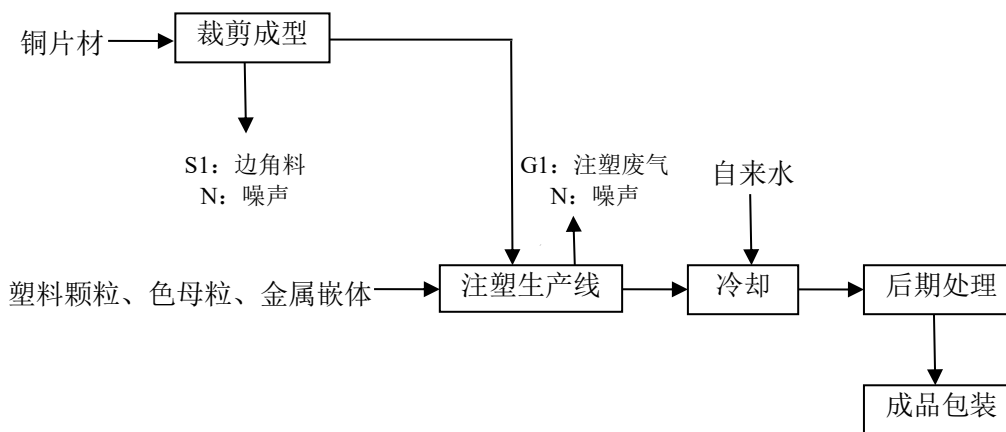 铜片材
裁剪成型
S1：边角料
N：噪声
G1：注塑废气
N：噪声
自来水
塑料颗粒、色母粒、金属嵌体
注塑生产线
冷却
后期处理
成品包装